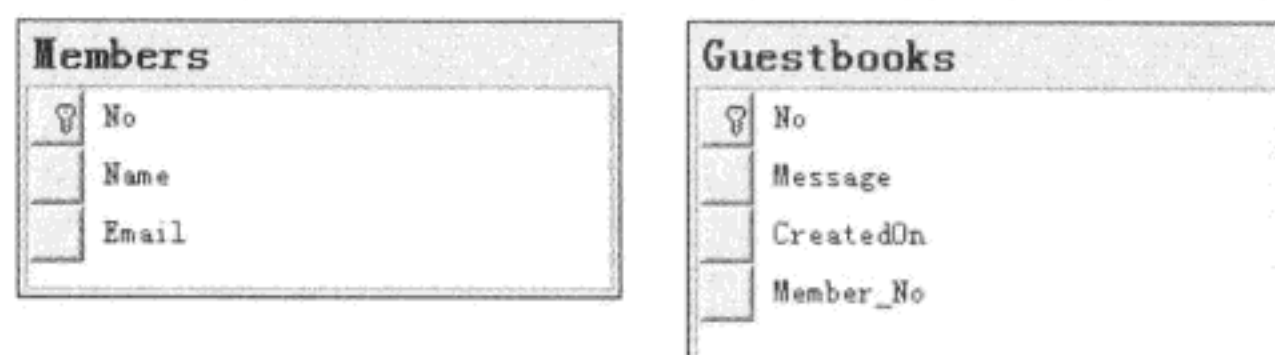 Members
No
Name
Email
Guestbooks
No
Message
CreatedOn
Member_No